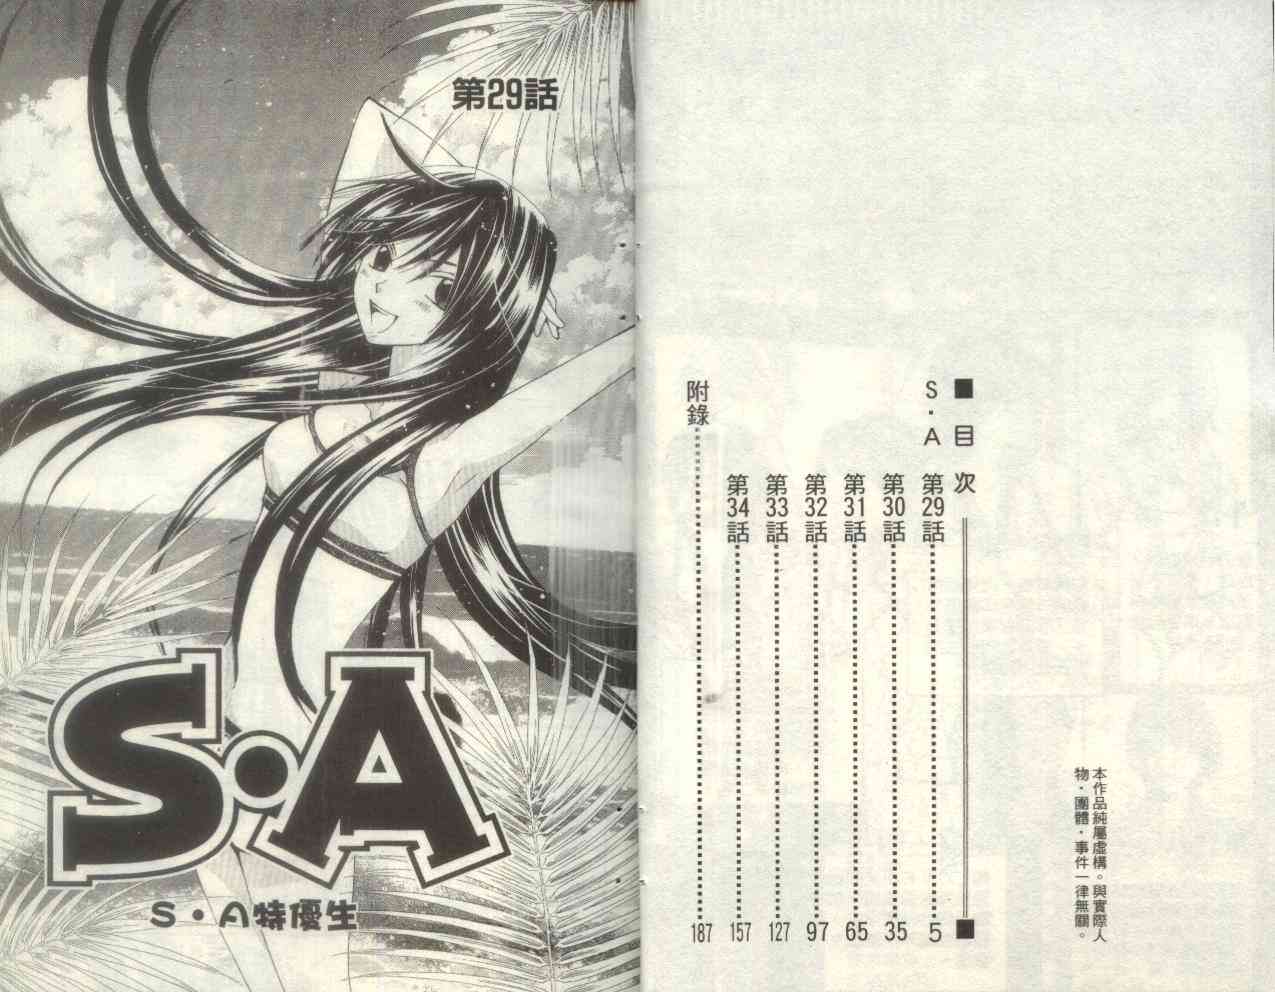 ■目次■
S・A
第29話 5
第30話 35
第31話 65
第32話 97
第33話 127
第34話 157
附錄 187
本作品純屬虛構。與實際人
物・團體・事件一律無關。
第29話
S・A
S・A特優生